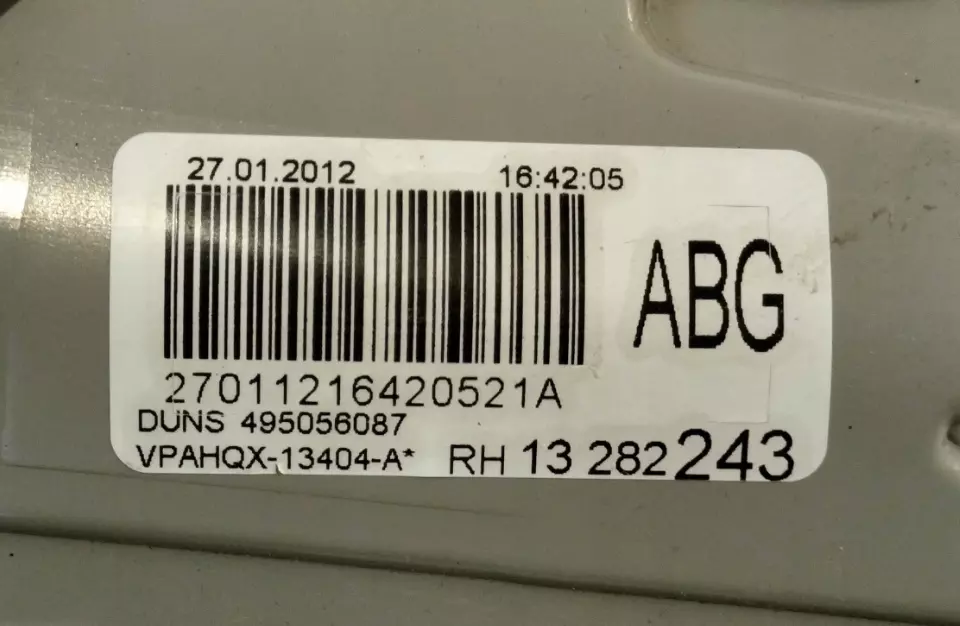 27.01.2012 16:42:05
ABG
27011216420521A
DUNS 495056087
VPAHQX-13404-A* RH 13 282 243